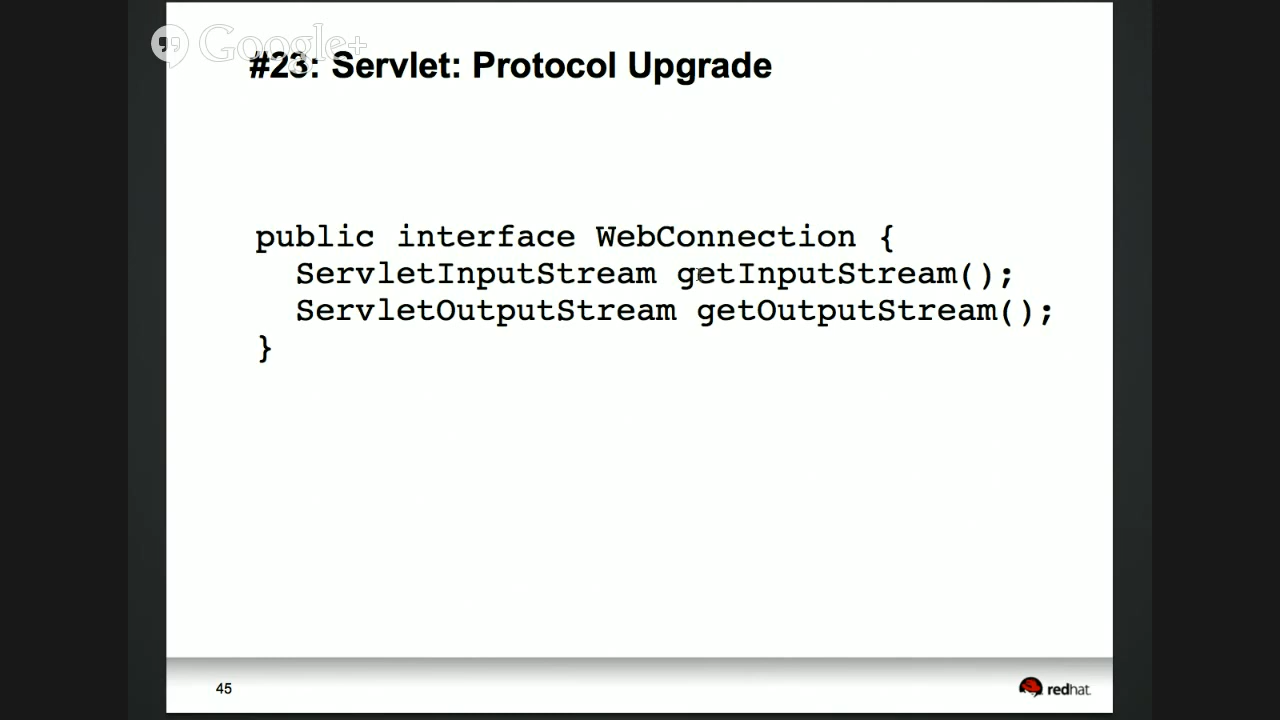 Google+
#23: Servlet: Protocol Upgrade
public interface WebConnection {
  ServletInputStream getInputStream();
  ServletOutputStream getOutputStream();
}
45
redhat.